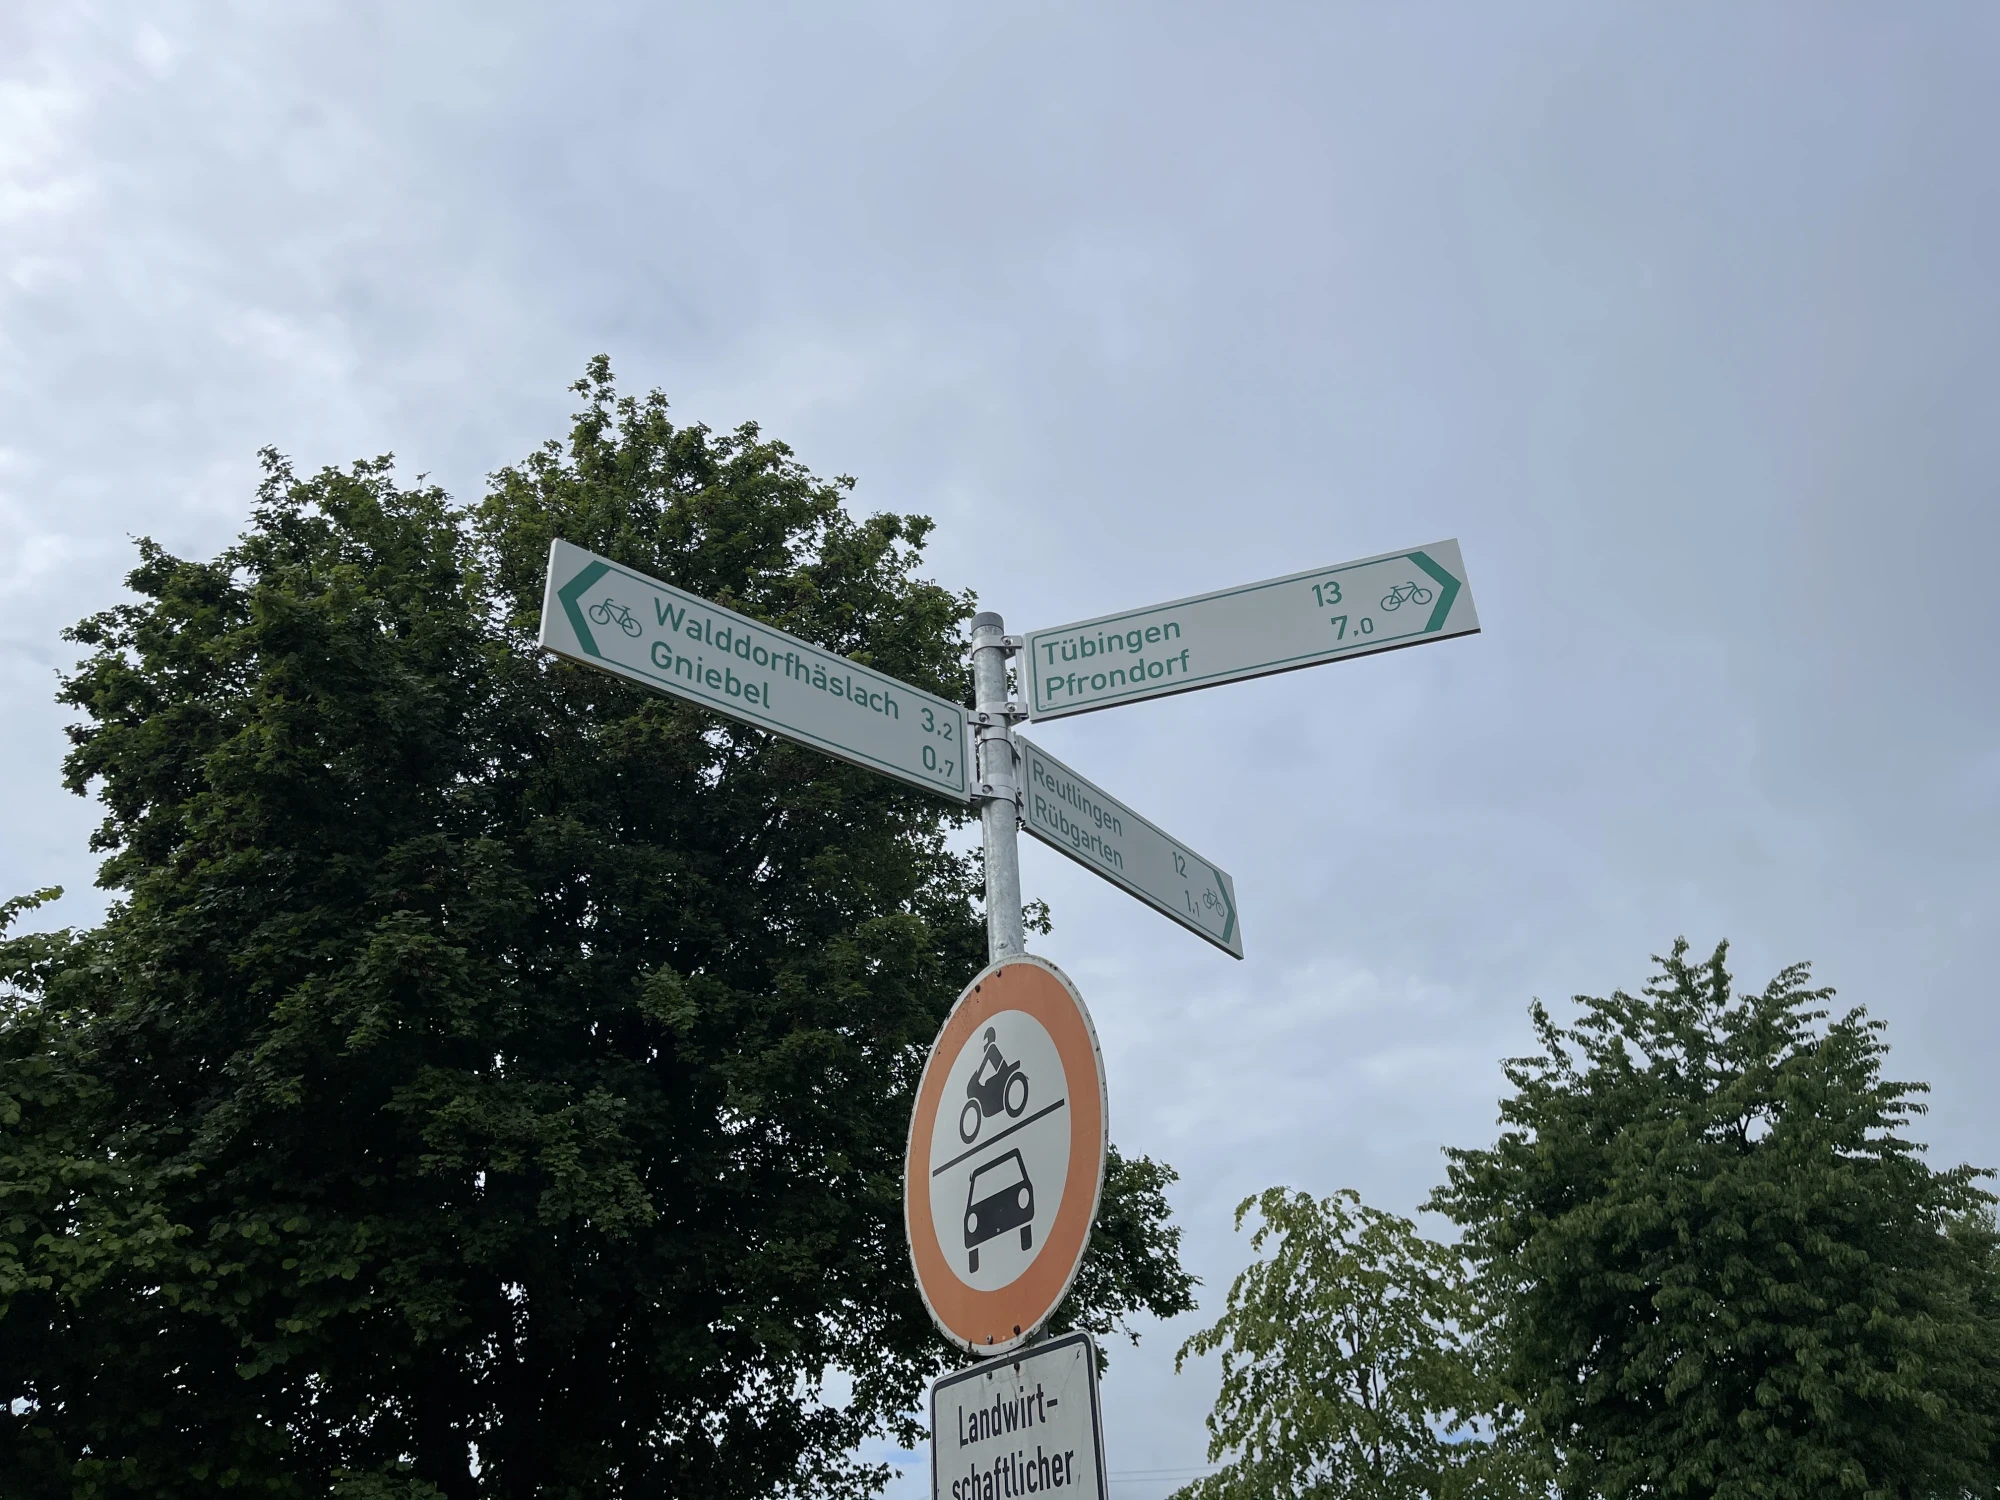 Walddorfhäslach 3,2
Gniebel 0,7
Tübingen 13
Pfrondorf 7,0
Reutlingen 12
Rübgarten 1,1
Landwirt-
schaftlicher